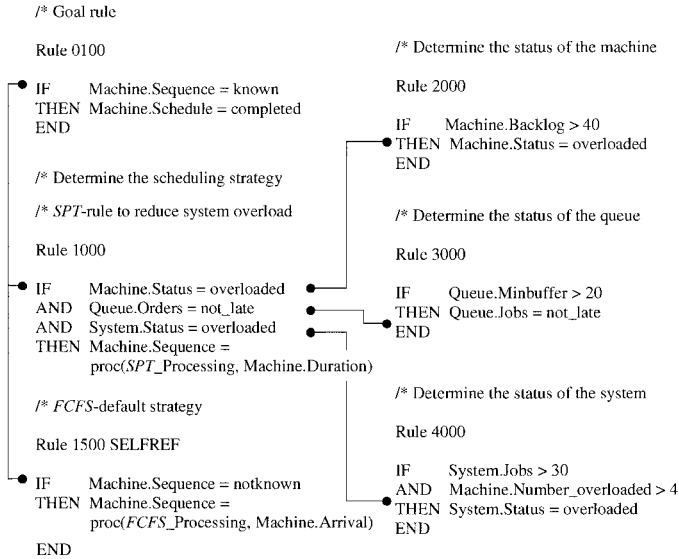 /* Goal rule
Rule 0100
IF Machine.Sequence = known
THEN Machine.Schedule = completed
END
/* Determine the scheduling strategy
/* SPT-rule to reduce system overload
Rule 1000
IF Machine.Status = overloaded
AND Queue.Orders = not_late
AND System.Status = overloaded
THEN Machine.Sequence =
proc(SPT_Processing, Machine.Duration)
/* FCFS-default strategy
Rule 1500 SELFREF
IF Machine.Sequence = notknown
THEN Machine.Sequence =
proc(FCFS_Processing, Machine.Arrival)
END
/* Determine the status of the machine
Rule 2000
IF Machine.Backlog > 40
THEN Machine.Status = overloaded
END
/* Determine the status of the queue
Rule 3000
IF Queue.Minbuffer > 20
THEN Queue.Jobs = not_late
END
/* Determine the status of the system
Rule 4000
IF System.Jobs > 30
AND Machine.Number_overloaded > 4
THEN System.Status = overloaded
END